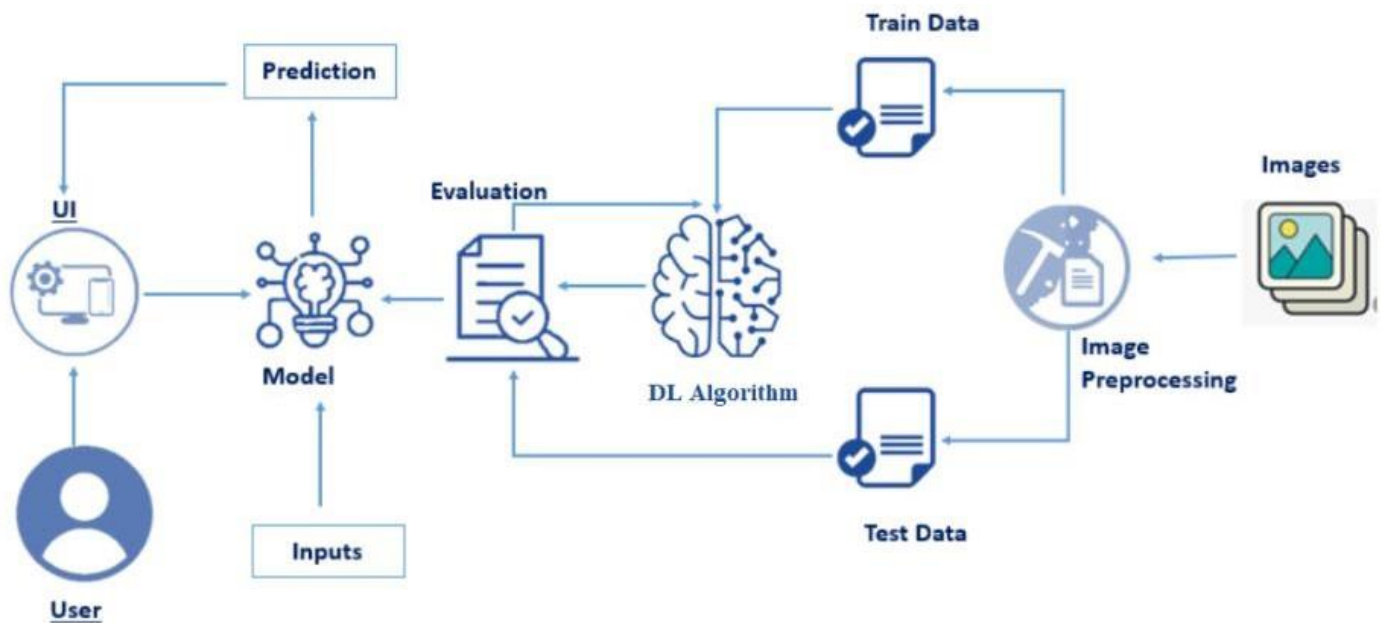 Train Data
Prediction
Images
Evaluation
UI
Model
Image
Preprocessing
DL Algorithm
Test Data
Inputs
User